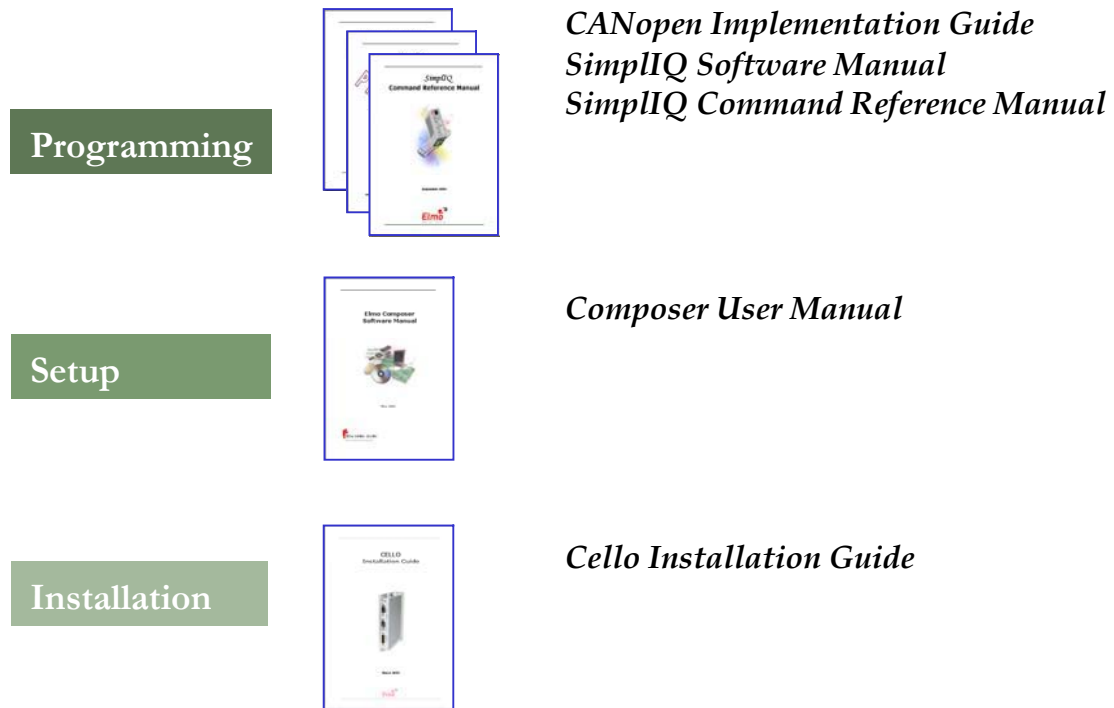 Programming
CANopen Implementation Guide
SimplIQ Software Manual
SimplIQ Command Reference Manual
SimplIQ
Command Reference Manual
Elmo
Setup
Composer User Manual
Elmo Composer
Software Manual
Installation
Cello Installation Guide
CELLO
Installation Guide